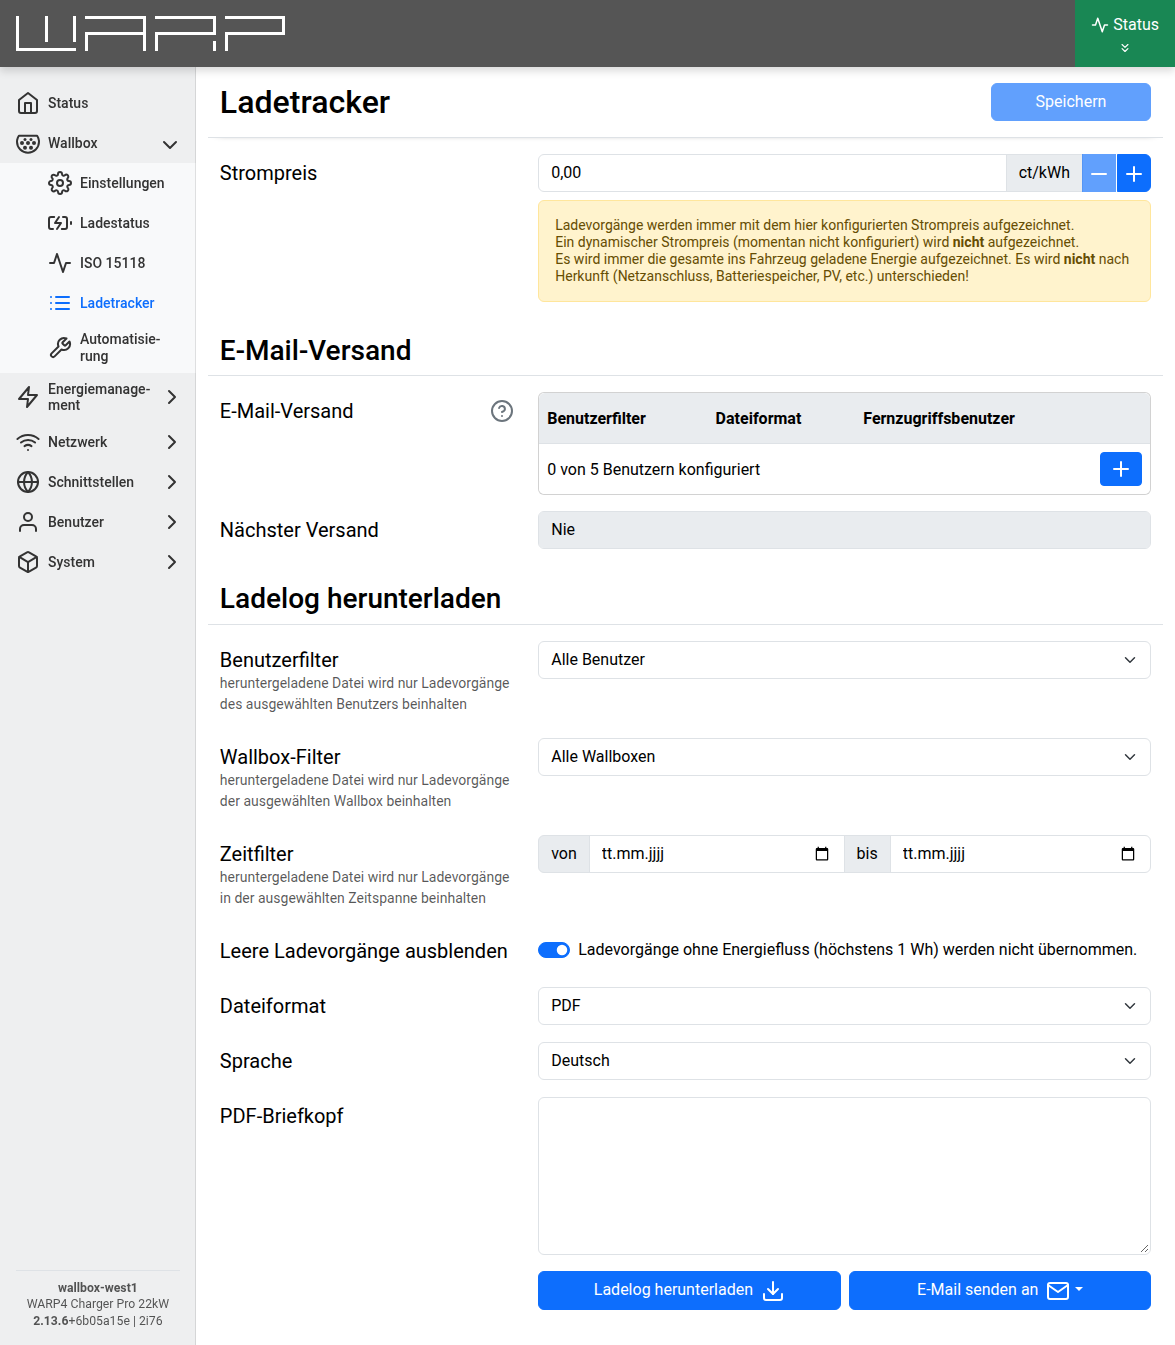 WARP
Status
Status
Wallbox
Einstellungen
Ladestatus
ISO 15118
Ladetracker
Automatisie-
rung
Energiemanage-
ment
Netzwerk
Schnittstellen
Benutzer
System
wallbox-west1
WARP4 Charger Pro 22kW
2.13.6+6b05a15e | 2i76
Ladetracker
Speichern
Strompreis
0,00 ct/kWh
Ladevorgänge werden immer mit dem hier konfigurierten Strompreis aufgezeichnet.
Ein dynamischer Strompreis (momentan nicht konfiguriert) wird nicht aufgezeichnet.
Es wird immer die gesamte ins Fahrzeug geladene Energie aufgezeichnet. Es wird nicht nach
Herkunft (Netzanschluss, Batteriespeicher, PV, etc.) unterschieden!
E-Mail-Versand
E-Mail-Versand
Benutzerfilter Dateiformat Fernzugriffsbenutzer
0 von 5 Benutzern konfiguriert
Nächster Versand
Nie
Ladelog herunterladen
Benutzerfilter
heruntergeladene Datei wird nur Ladevorgänge
des ausgewählten Benutzers beinhalten
Alle Benutzer
Wallbox-Filter
heruntergeladene Datei wird nur Ladevorgänge
der ausgewählten Wallbox beinhalten
Alle Wallboxen
Zeitfilter
heruntergeladene Datei wird nur Ladevorgänge
in der ausgewählten Zeitspanne beinhalten
von tt.mm.jjjj bis tt.mm.jjjj
Leere Ladevorgänge ausblenden
Ladevorgänge ohne Energiefluss (höchstens 1 Wh) werden nicht übernommen.
Dateiformat
PDF
Sprache
Deutsch
PDF-Briefkopf
Ladelog herunterladen
E-Mail senden an